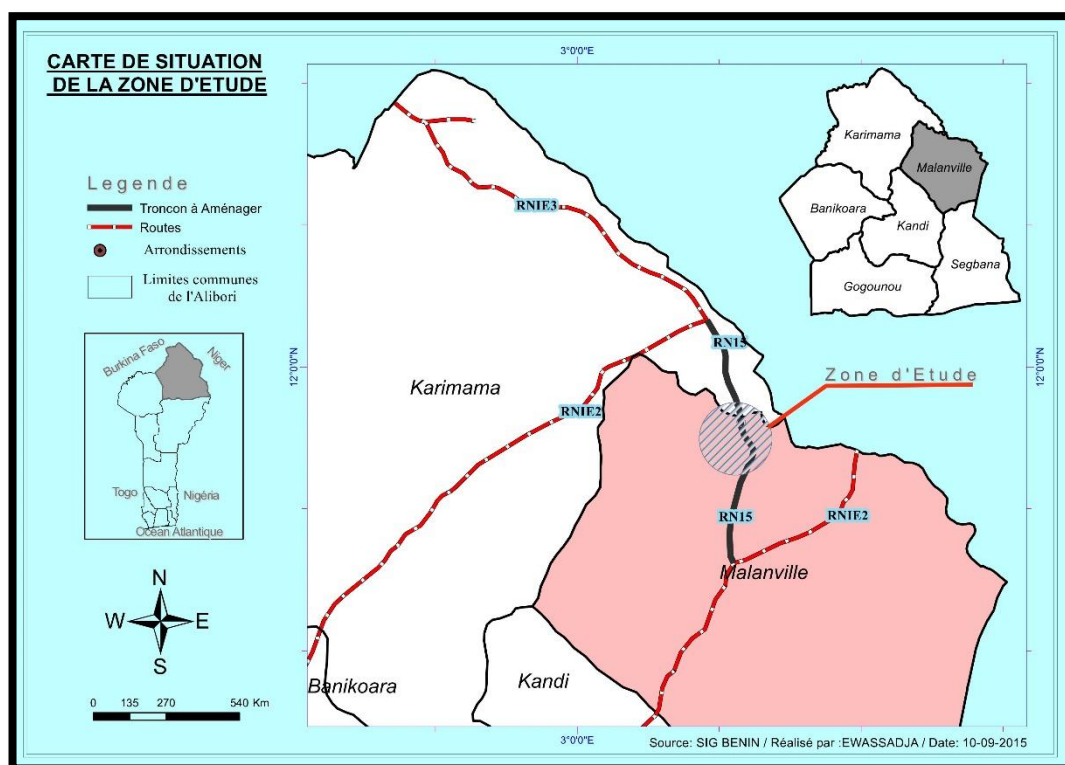 CARTE DE SITUATION
DE LA ZONE D'ETUDE
Legende
Troncon à Aménager
Routes
Arrondissements
Limites communes
de l'Alibori
Burkina Faso
Niger
Togo
Nigéria
Océan Atlantique
N
W
E
S
0 135 270 540 Km
3°0'0"E
12°0'0"N
12°0'0"N
3°0'0"E
RNIE3
RN15
Zone d'Etude
Karimama
RNIE2
RN15
RNIE2
Malanville
Banikoara
Kandi
Karimama
Malanville
Banikoara
Kandi
Segbana
Gogounou
Source: SIG BENIN / Réalisé par :EWASSADJA / Date: 10-09-2015